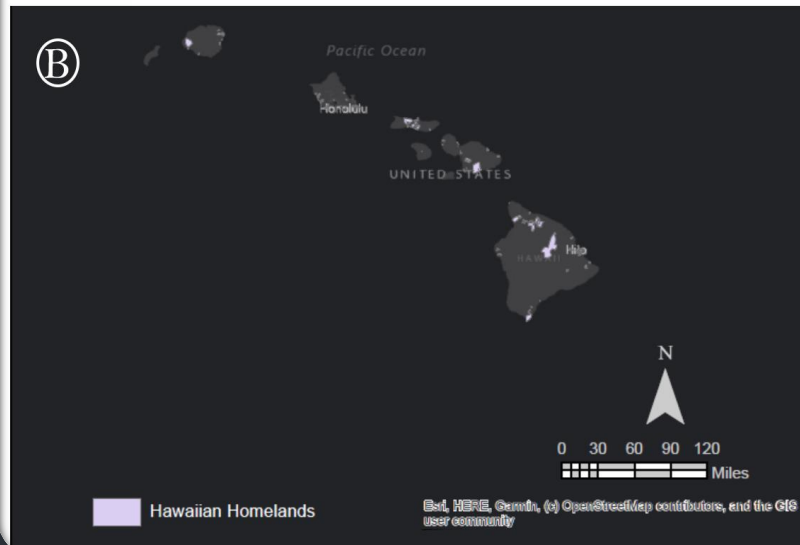 B
Pacific Ocean
Honolulu
UNITED STATES
HAWAII
Hilo
N
0 30 60 90 120
Miles
Hawaiian Homelands
Esri, HERE, Garmin, (c) OpenStreetMap contributors, and the GIS
user community